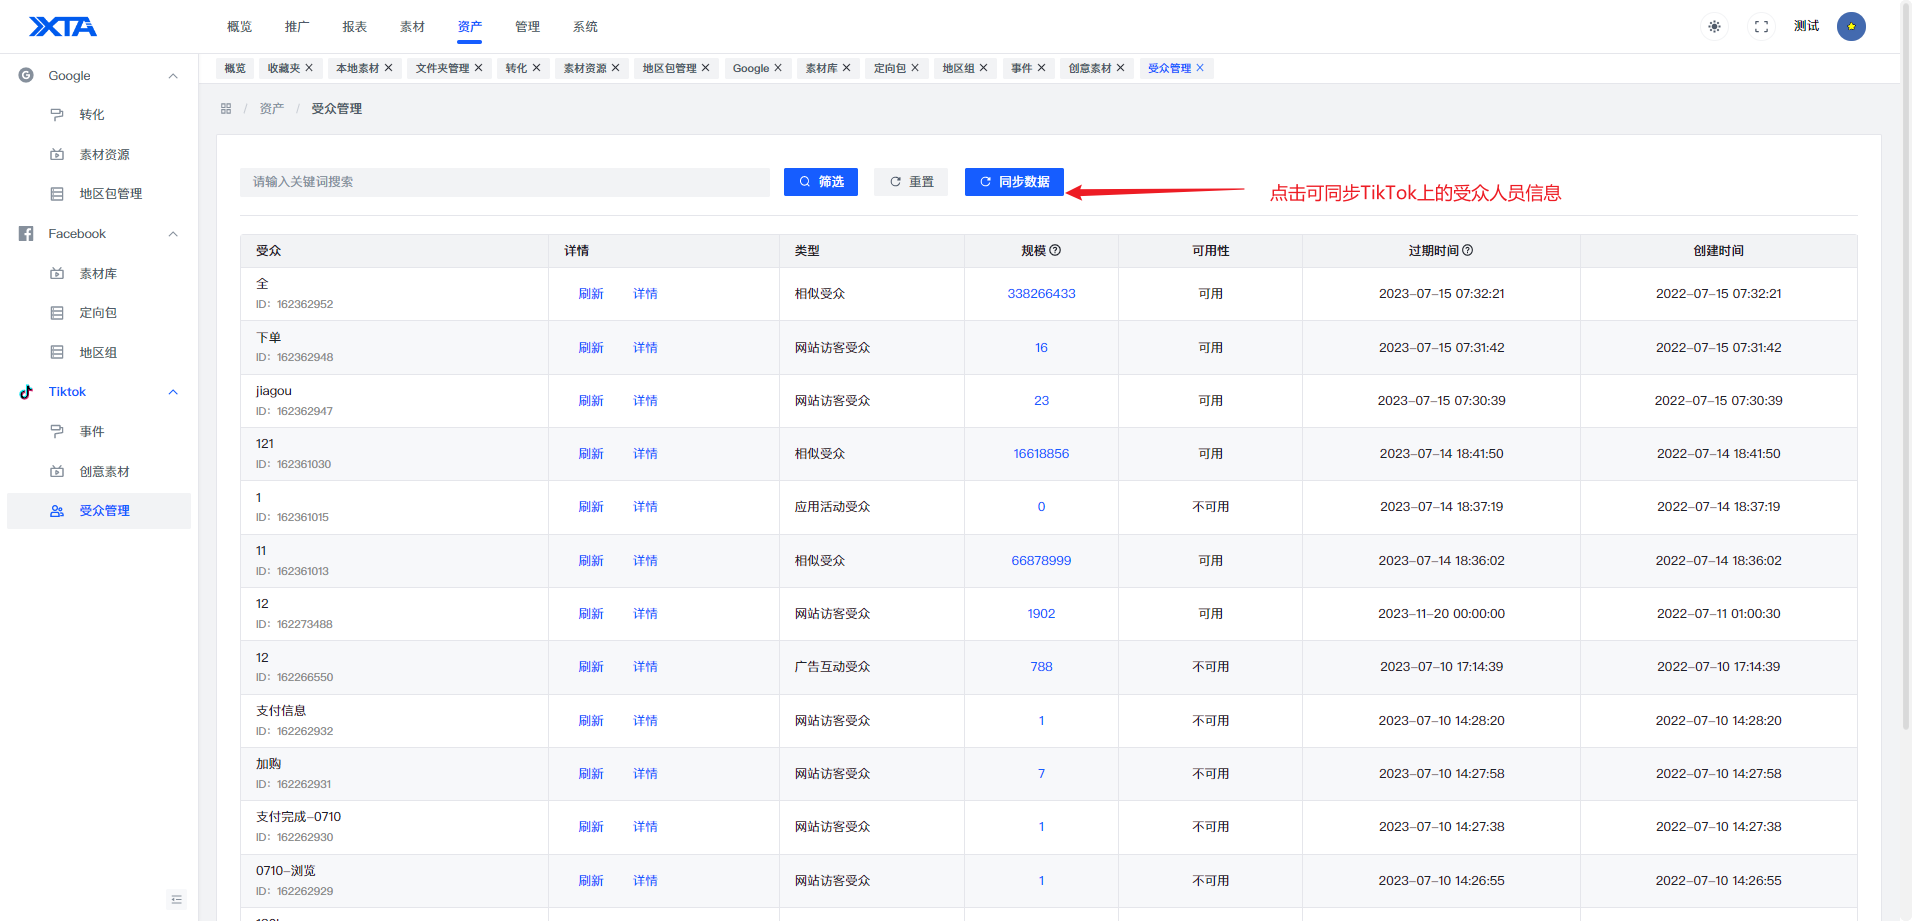 XTA
概览 推广 报表 素材 资产 管理 系统
测试
概览 收藏夹 本地素材 文件夹管理 转化 素材资源 地区包管理 Google 素材库 定向包 地区组 事件 创意素材 受众管理
Google
转化
素材资源
地区包管理
Facebook
素材库
定向包
地区组
Tiktok
事件
创意素材
受众管理
/ 资产 / 受众管理
请输入关键词搜索 筛选 重置 同步数据
点击可同步TikTok上的受众人员信息
受众 详情 类型 规模 可用性 过期时间 创建时间
全
ID: 162362952
刷新 详情 相似受众 338266433 可用 2023-07-15 07:32:21 2022-07-15 07:32:21
下单
ID: 162362948
刷新 详情 网站访客受众 16 可用 2023-07-15 07:31:42 2022-07-15 07:31:42
jiagou
ID: 162362947
刷新 详情 网站访客受众 23 可用 2023-07-15 07:30:39 2022-07-15 07:30:39
121
ID: 162361030
刷新 详情 相似受众 16618856 可用 2023-07-14 18:41:50 2022-07-14 18:41:50
1
ID: 162361015
刷新 详情 应用活动受众 0 不可用 2023-07-14 18:37:19 2022-07-14 18:37:19
11
ID: 162361013
刷新 详情 相似受众 66878999 可用 2023-07-14 18:36:02 2022-07-14 18:36:02
12
ID: 162273488
刷新 详情 网站访客受众 1902 可用 2023-11-20 00:00:00 2022-07-11 01:00:30
12
ID: 162266550
刷新 详情 广告互动受众 788 不可用 2023-07-10 17:14:39 2022-07-10 17:14:39
支付信息
ID: 162262932
刷新 详情 网站访客受众 1 不可用 2023-07-10 14:28:20 2022-07-10 14:28:20
加购
ID: 162262931
刷新 详情 网站访客受众 7 不可用 2023-07-10 14:27:58 2022-07-10 14:27:58
支付完成-0710
ID: 162262930
刷新 详情 网站访客受众 1 不可用 2023-07-10 14:27:38 2022-07-10 14:27:38
0710-浏览
ID: 162262929
刷新 详情 网站访客受众 1 不可用 2023-07-10 14:26:55 2022-07-10 14:26:55